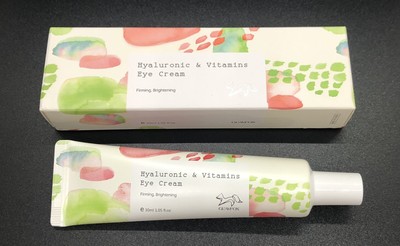 Hyaluronic & Vitamins
Eye Cream
Firming, Brightening
Hyaluronic & Vitamins
Eye Cream
Firming, Brightening